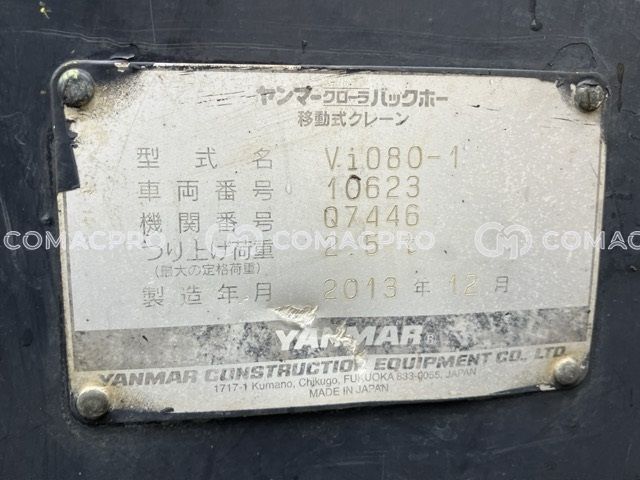 ヤンマークローラバックホー
移動式クレーン
型式名 Vi080-1
車両番号 10623
機関番号 Q7446
つり上げ荷重 2.5 t
(最大の定格荷重)
製造年月 2013年12月
COMACPRO COMACPRO
YANMAR®
YANMAR CONSTRUCTION EQUIPMENT CO., LTD.
1717-1 Kumano, Chikugo, FUKUOKA 833-0055, JAPAN
MADE IN JAPAN